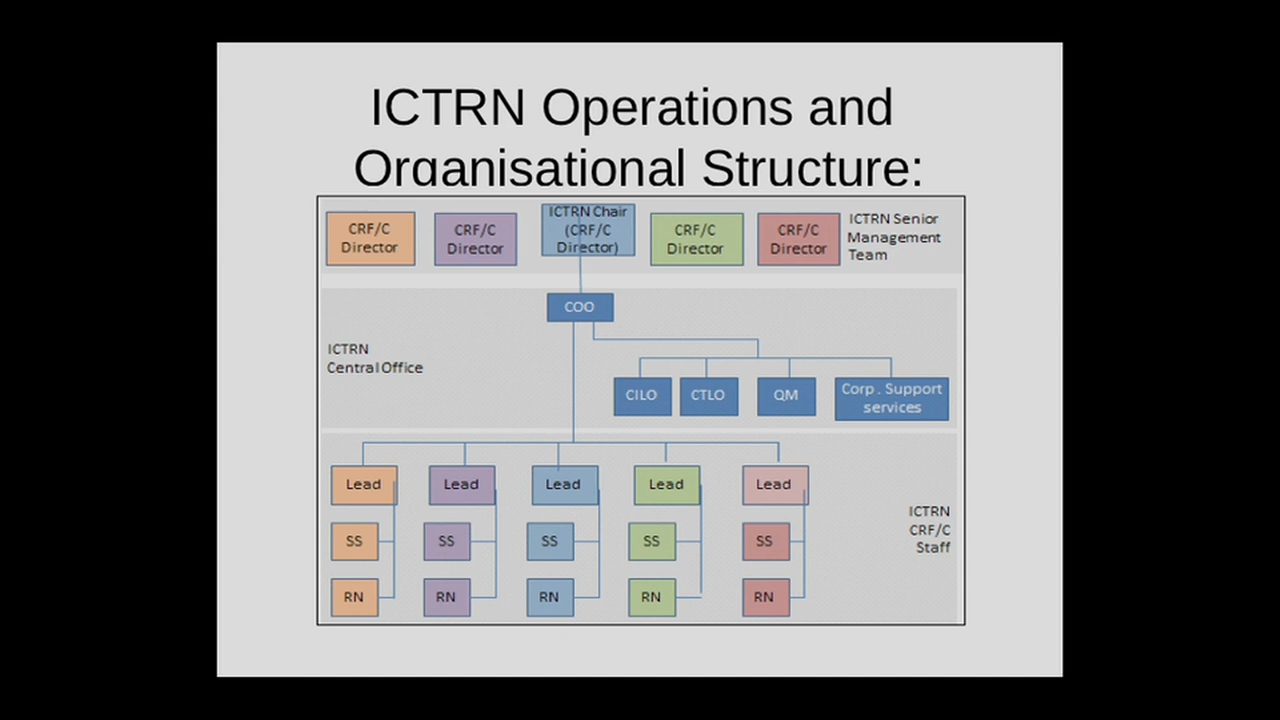 ICTRN Operations and
Organisational Structure:
CRF/C
Director
CRF/C
Director
ICTRN Chair
(CRF/C
Director)
CRF/C
Director
CRF/C
Director
ICTRN Senior
Management
Team
COO
ICTRN
Central Office
CILO
CTLO
QM
Corp . Support
services
Lead
Lead
Lead
Lead
Lead
SS
SS
SS
SS
SS
ICTRN
CRF/C
Staff
RN
RN
RN
RN
RN